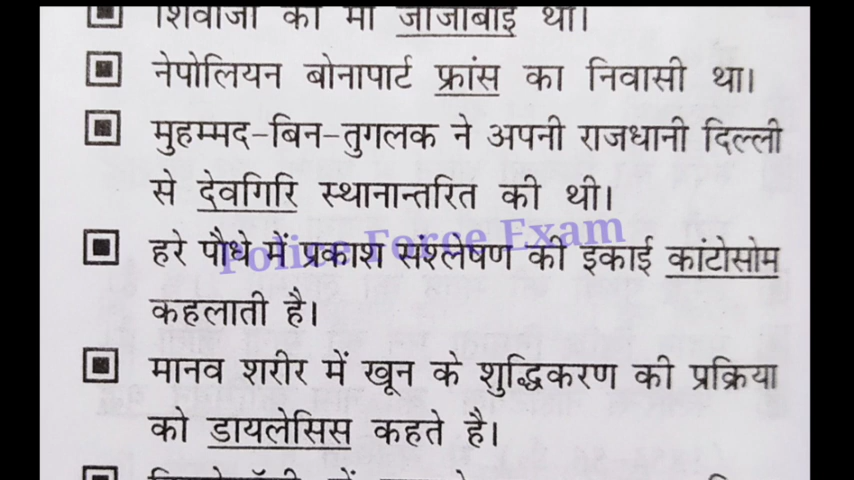 शिवाजी की माँ जीजाबाई थी।
नेपोलियन बोनापार्ट फ्रांस का निवासी था।
मुहम्मद-बिन-तुगलक ने अपनी राजधानी दिल्ली
से देवगिरि स्थानान्तरित की थी।
हरे पौधे में प्रकाश संश्लेषण की इकाई कांटोसोम
Police Force Exam
कहलाती है।
मानव शरीर में खून के शुद्धिकरण की प्रक्रिया
को डायलेसिस कहते है।